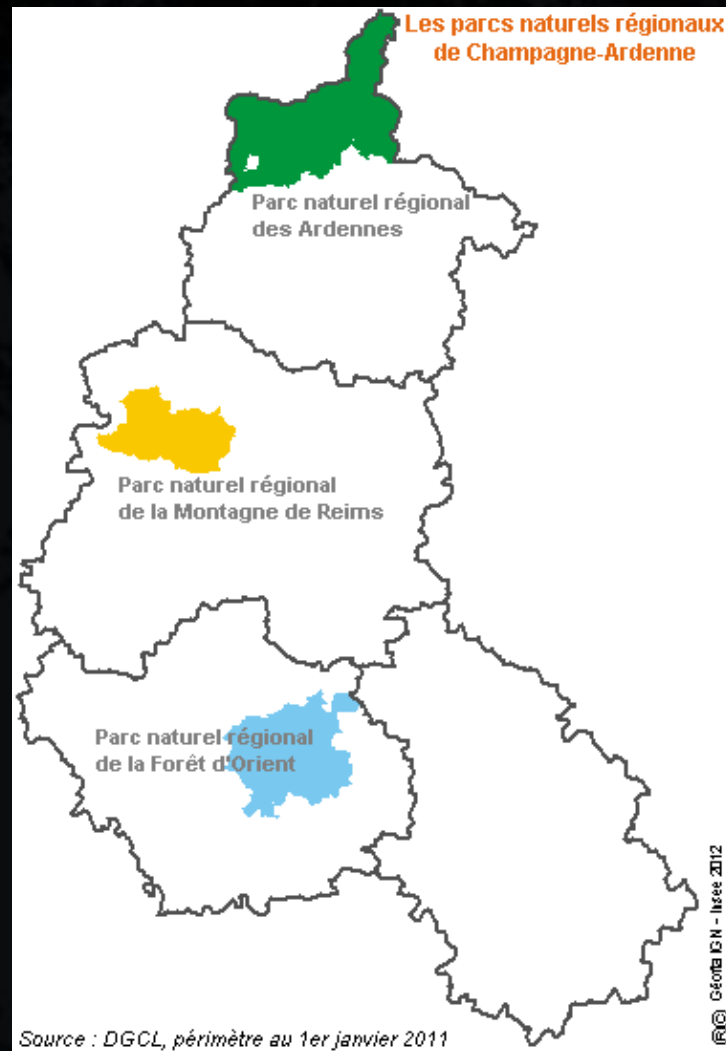 Les parcs naturels régionaux
de Champagne-Ardenne
Parc naturel régional
des Ardennes
Parc naturel régional
de la Montagne de Reims
Parc naturel régional
de la Forêt d'Orient
Source : DGCL, périmètre au 1er janvier 2011
(R)© Géofla IGN - Insee 2012